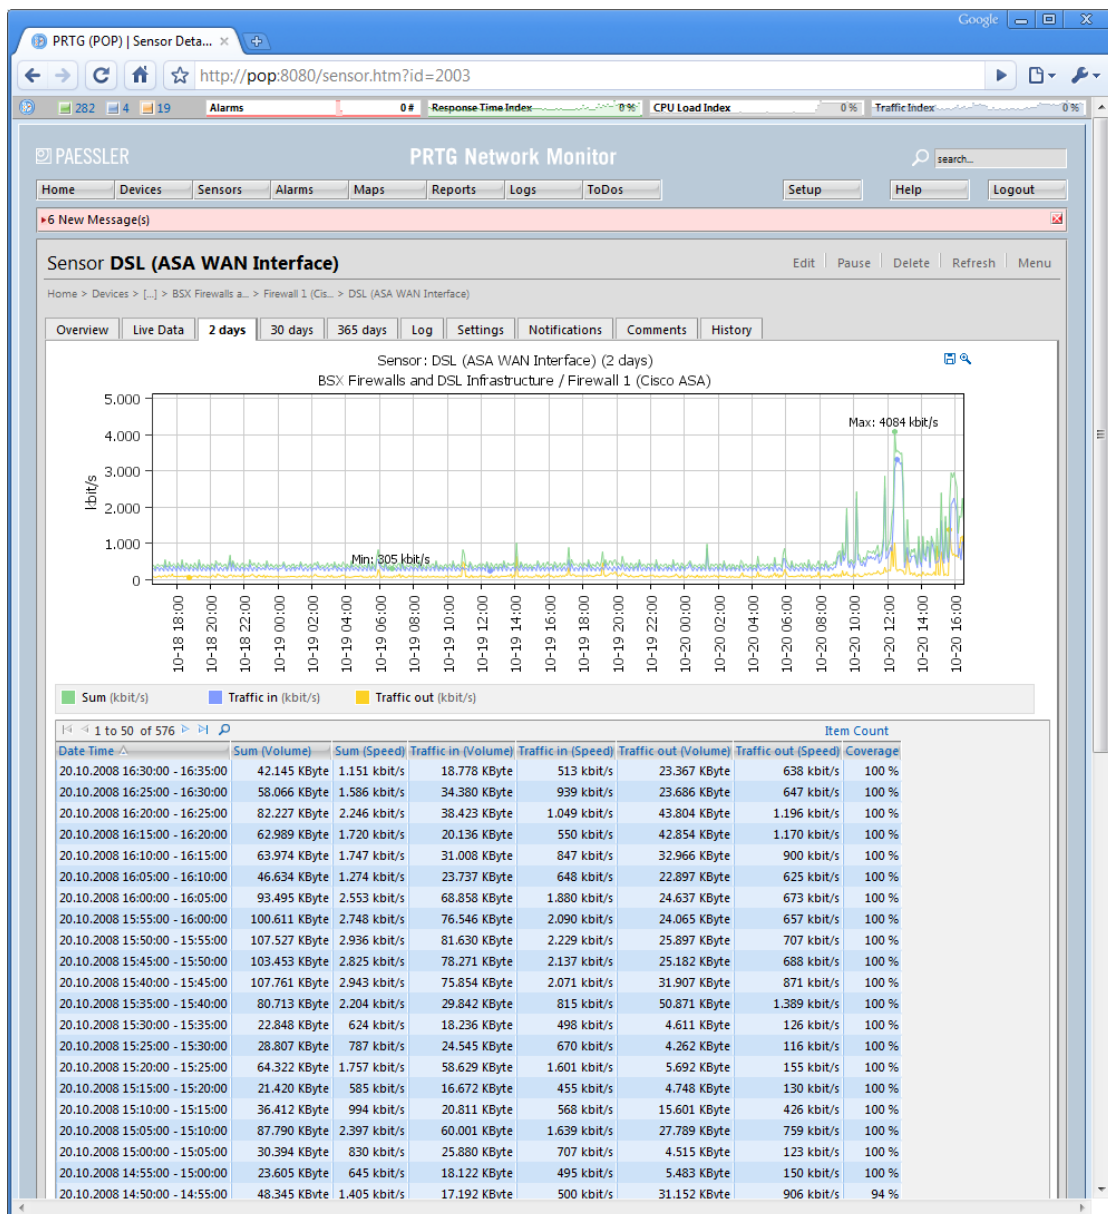 Google
PRTG (POP) | Sensor Deta...
http://pop:8080/sensor.htm?id=2003
282 4 19 Alarms 0 # Response Time Index 8 % CPU Load Index 0 % Traffic Index 0 %
PAESSLER PRTG Network Monitor search...
Home Devices Sensors Alarms Maps Reports Logs ToDos Setup Help Logout
6 New Message(s)
Sensor DSL (ASA WAN Interface) Edit Pause Delete Refresh Menu
Home > Devices > [...] > BSX Firewalls a... > Firewall 1 (Cis... > DSL (ASA WAN Interface)
Overview Live Data 2 days 30 days 365 days Log Settings Notifications Comments History
Sensor: DSL (ASA WAN Interface) (2 days)
BSX Firewalls and DSL Infrastructure / Firewall 1 (Cisco ASA)
5.000
Max: 4084 kbit/s
4.000
3.000
kbit/s
2.000
1.000
Min: 305 kbit/s
0
10-18 18:00 10-18 20:00 10-18 22:00 10-19 00:00 10-19 02:00 10-19 04:00 10-19 06:00 10-19 08:00 10-19 10:00 10-19 12:00 10-19 14:00 10-19 16:00 10-19 18:00 10-19 20:00 10-19 22:00 10-20 00:00 10-20 02:00 10-20 04:00 10-20 06:00 10-20 08:00 10-20 10:00 10-20 12:00 10-20 14:00 10-20 16:00
Sum (kbit/s) Traffic in (kbit/s) Traffic out (kbit/s)
1 to 50 of 576 Item Count
Date Time Sum (Volume) Sum (Speed) Traffic in (Volume) Traffic in (Speed) Traffic out (Volume) Traffic out (Speed) Coverage
20.10.2008 16:30:00 - 16:35:00 42.145 KByte 1.151 kbit/s 18.778 KByte 513 kbit/s 23.367 KByte 638 kbit/s 100 %
20.10.2008 16:25:00 - 16:30:00 58.066 KByte 1.586 kbit/s 34.380 KByte 939 kbit/s 23.686 KByte 647 kbit/s 100 %
20.10.2008 16:20:00 - 16:25:00 82.227 KByte 2.246 kbit/s 38.423 KByte 1.049 kbit/s 43.804 KByte 1.196 kbit/s 100 %
20.10.2008 16:15:00 - 16:20:00 62.989 KByte 1.720 kbit/s 20.136 KByte 550 kbit/s 42.854 KByte 1.170 kbit/s 100 %
20.10.2008 16:10:00 - 16:15:00 63.974 KByte 1.747 kbit/s 31.008 KByte 847 kbit/s 32.966 KByte 900 kbit/s 100 %
20.10.2008 16:05:00 - 16:10:00 46.634 KByte 1.274 kbit/s 23.737 KByte 648 kbit/s 22.897 KByte 625 kbit/s 100 %
20.10.2008 16:00:00 - 16:05:00 93.495 KByte 2.553 kbit/s 68.858 KByte 1.880 kbit/s 24.637 KByte 673 kbit/s 100 %
20.10.2008 15:55:00 - 16:00:00 100.611 KByte 2.748 kbit/s 76.546 KByte 2.090 kbit/s 24.065 KByte 657 kbit/s 100 %
20.10.2008 15:50:00 - 15:55:00 107.527 KByte 2.936 kbit/s 81.630 KByte 2.229 kbit/s 25.897 KByte 707 kbit/s 100 %
20.10.2008 15:45:00 - 15:50:00 103.453 KByte 2.825 kbit/s 78.271 KByte 2.137 kbit/s 25.182 KByte 688 kbit/s 100 %
20.10.2008 15:40:00 - 15:45:00 107.761 KByte 2.943 kbit/s 75.854 KByte 2.071 kbit/s 31.907 KByte 871 kbit/s 100 %
20.10.2008 15:35:00 - 15:40:00 80.713 KByte 2.204 kbit/s 29.842 KByte 815 kbit/s 50.871 KByte 1.389 kbit/s 100 %
20.10.2008 15:30:00 - 15:35:00 22.848 KByte 624 kbit/s 18.236 KByte 498 kbit/s 4.611 KByte 126 kbit/s 100 %
20.10.2008 15:25:00 - 15:30:00 28.807 KByte 787 kbit/s 24.545 KByte 670 kbit/s 4.262 KByte 116 kbit/s 100 %
20.10.2008 15:20:00 - 15:25:00 64.322 KByte 1.757 kbit/s 58.629 KByte 1.601 kbit/s 5.692 KByte 155 kbit/s 100 %
20.10.2008 15:15:00 - 15:20:00 21.420 KByte 585 kbit/s 16.672 KByte 455 kbit/s 4.748 KByte 130 kbit/s 100 %
20.10.2008 15:10:00 - 15:15:00 36.412 KByte 994 kbit/s 20.811 KByte 568 kbit/s 15.601 KByte 426 kbit/s 100 %
20.10.2008 15:05:00 - 15:10:00 87.790 KByte 2.397 kbit/s 60.001 KByte 1.639 kbit/s 27.789 KByte 759 kbit/s 100 %
20.10.2008 15:00:00 - 15:05:00 30.394 KByte 830 kbit/s 25.880 KByte 707 kbit/s 4.515 KByte 123 kbit/s 100 %
20.10.2008 14:55:00 - 15:00:00 23.605 KByte 645 kbit/s 18.122 KByte 495 kbit/s 5.483 KByte 150 kbit/s 100 %
20.10.2008 14:50:00 - 14:55:00 48.345 KByte 1.405 kbit/s 17.192 KByte 500 kbit/s 31.152 KByte 906 kbit/s 94 %